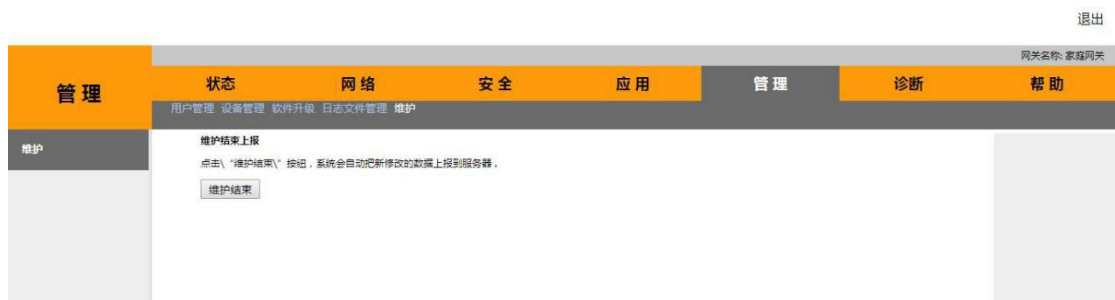 退出
网关名称: 家庭网关
管理
状态 网络 安全 应用 管理 诊断 帮助
用户管理 设备管理 软件升级 日志文件管理 维护
维护
维护结束上报
点击\“维护结束\”按纽，系统会自动把新修改的数据上报到服务器．
维护结束